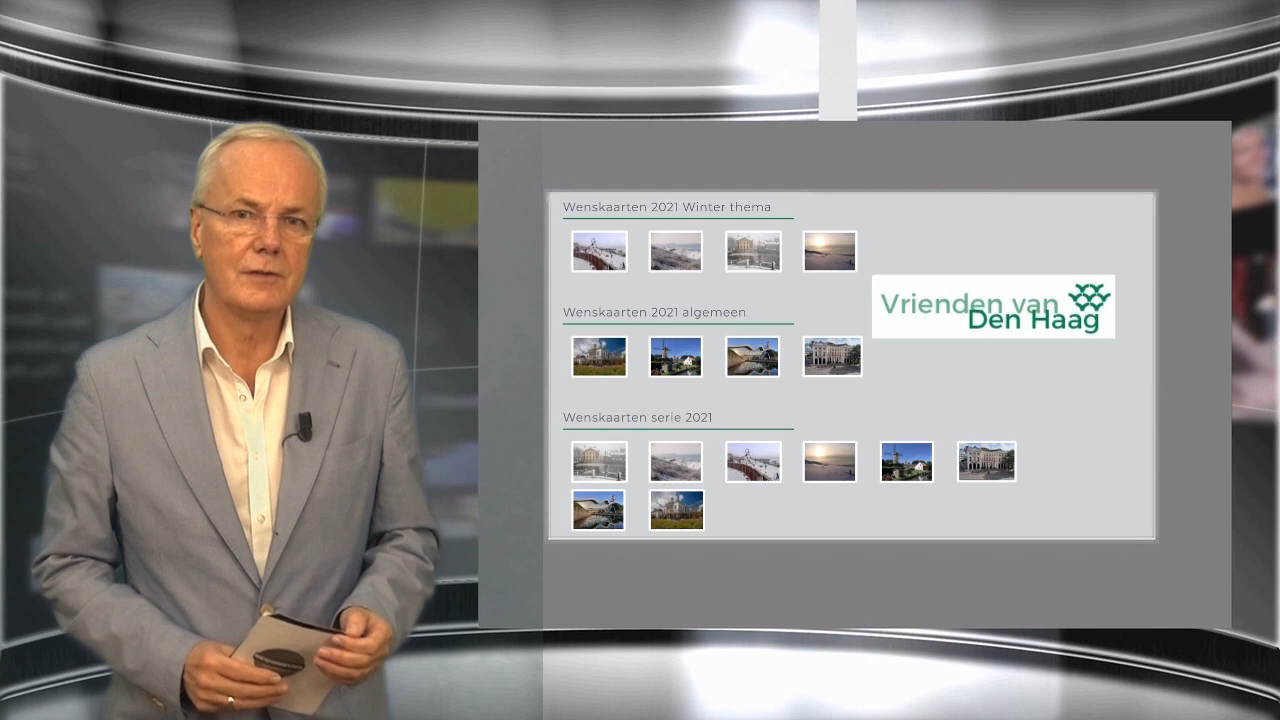 Wenskaarten 2021 Winter thema
Vrienden van
Den Haag
Wenskaarten 2021 algemeen
Wenskaarten serie 2021